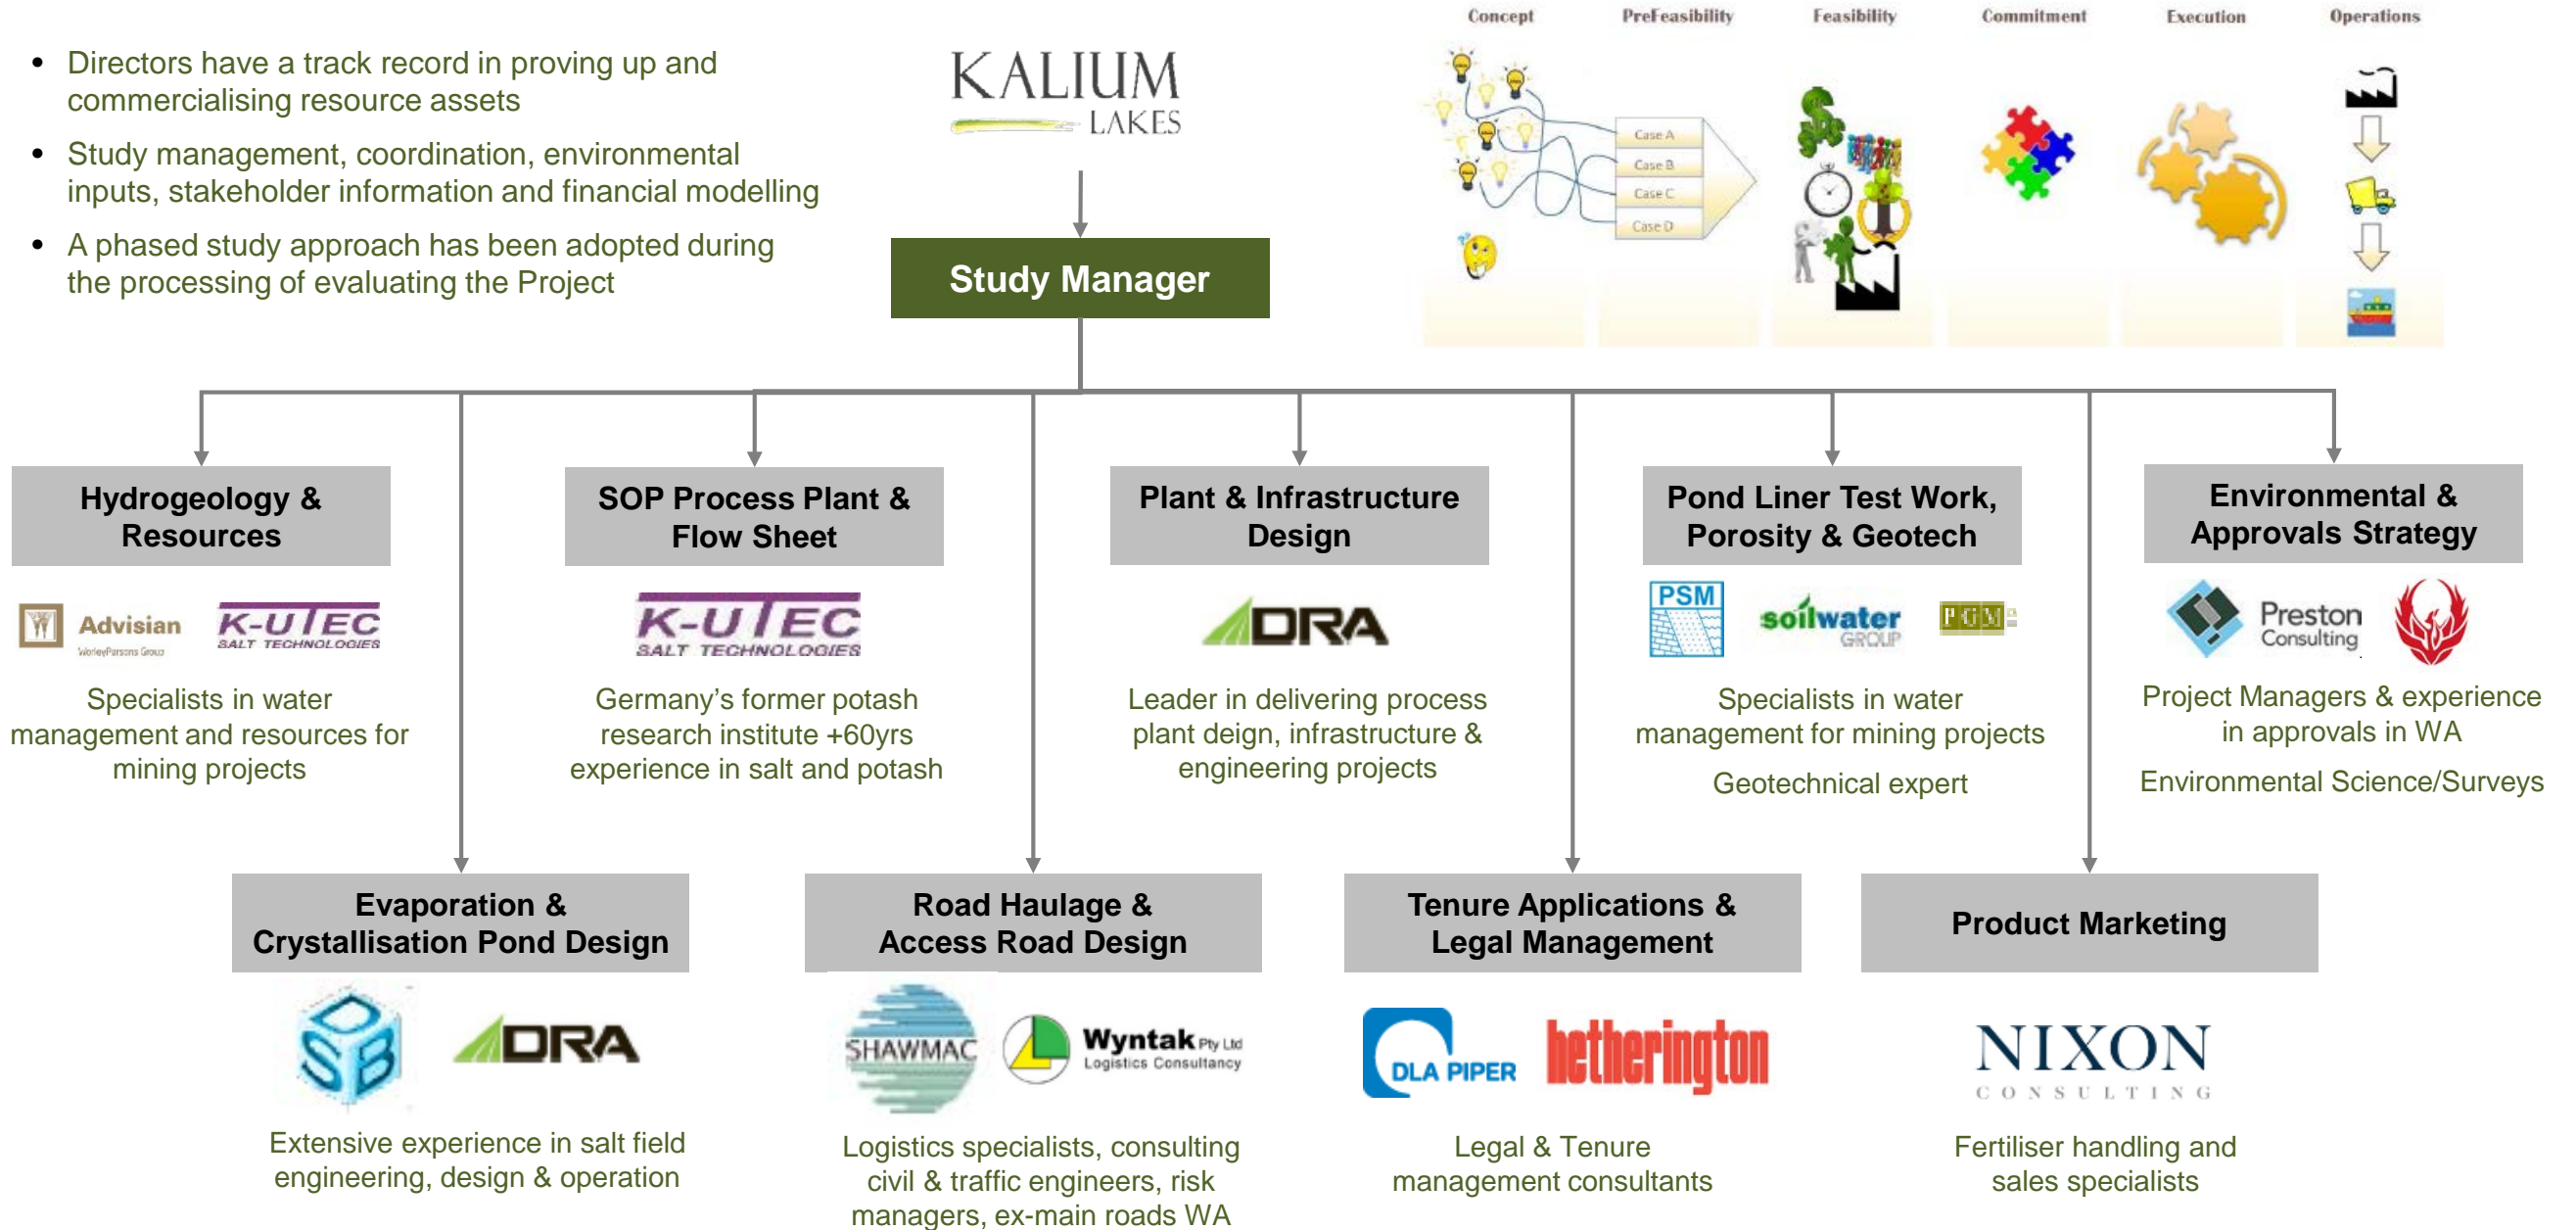 • Directors have a track record in proving up and
commercialising resource assets
• Study management, coordination, environmental
inputs, stakeholder information and financial modelling
• A phased study approach has been adopted during
the processing of evaluating the Project
KALIUM
LAKES
Study Manager
Concept
PreFeasibility
Feasibility
Commitment
Execution
Operations
Case A
Case B
Case C
Case D
Hydrogeology &
Resources
Advisian
WorleyParsons Group
K-UTEC
SALT TECHNOLOGIES
Specialists in water
management and resources for
mining projects
SOP Process Plant &
Flow Sheet
K-UTEC
SALT TECHNOLOGIES
Germany's former potash
research institute +60yrs
experience in salt and potash
Plant & Infrastructure
Design
DRA
Leader in delivering process
plant deign, infrastructure &
engineering projects
Pond Liner Test Work,
Porosity & Geotech
PSM
soilwater
GROUP
Specialists in water
management for mining projects
Geotechnical expert
Environmental &
Approvals Strategy
Preston
Consulting
Project Managers & experience
in approvals in WA
Environmental Science/Surveys
Evaporation &
Crystallisation Pond Design
DSB
DRA
Extensive experience in salt field
engineering, design & operation
Road Haulage &
Access Road Design
SHAWMAC
Wyntak Pty Ltd
Logistics Consultancy
Logistics specialists, consulting
civil & traffic engineers, risk
managers, ex-main roads WA
Tenure Applications &
Legal Management
DLA PIPER
hetherington
Legal & Tenure
management consultants
Product Marketing
NIXON
CONSULTING
Fertiliser handling and
sales specialists